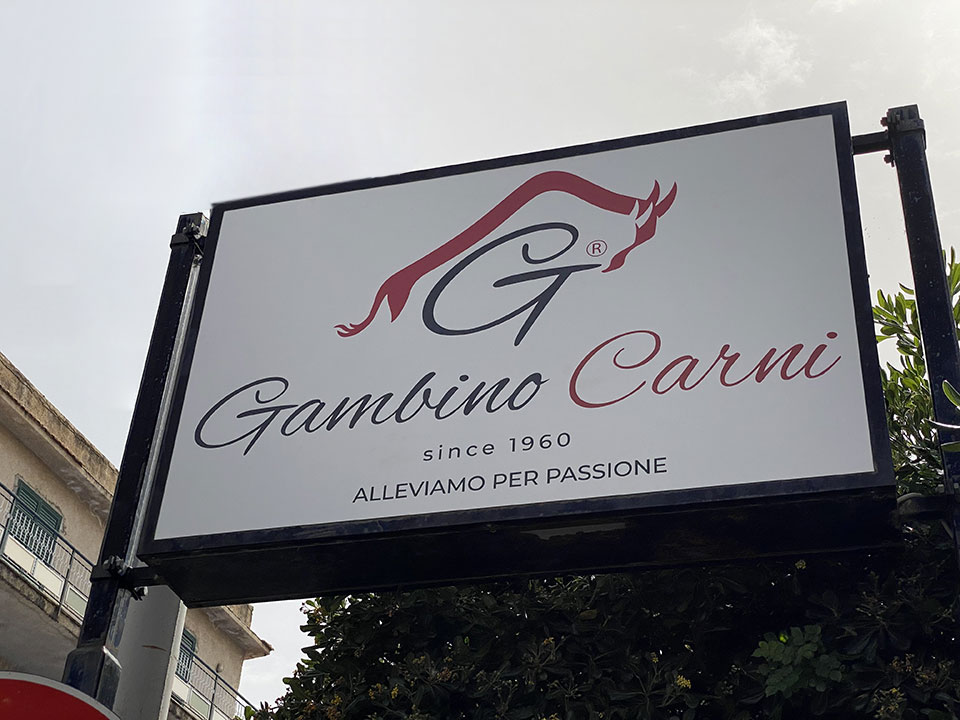 G®
Gambino Carni
since 1960
ALLEVIAMO PER PASSIONE